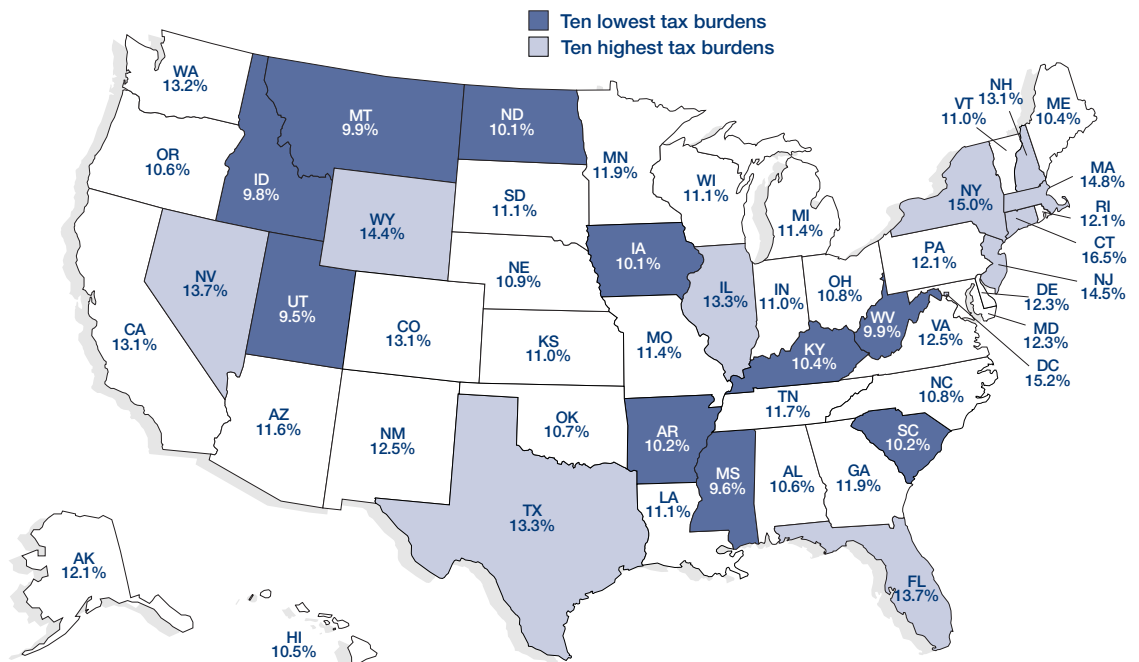 Ten lowest tax burdens
Ten highest tax burdens
WA
13.2%
MT
9.9%
ND
10.1%
MN
11.9%
VT
11.0%
NH
13.1%
ME
10.4%
OR
10.6%
ID
9.8%
WY
14.4%
SD
11.1%
WI
11.1%
MI
11.4%
NY
15.0%
MA
14.8%
RI
12.1%
CT
16.5%
NJ
14.5%
DE
12.3%
MD
12.3%
DC
15.2%
PA
12.1%
NV
13.7%
UT
9.5%
NE
10.9%
IA
10.1%
IL
13.3%
IN
11.0%
OH
10.8%
WV
9.9%
VA
12.5%
CA
13.1%
CO
13.1%
KS
11.0%
MO
11.4%
KY
10.4%
NC
10.8%
TN
11.7%
AZ
11.6%
NM
12.5%
OK
10.7%
AR
10.2%
SC
10.2%
MS
9.6%
AL
10.6%
GA
11.9%
TX
13.3%
LA
11.1%
FL
13.7%
AK
12.1%
HI
10.5%